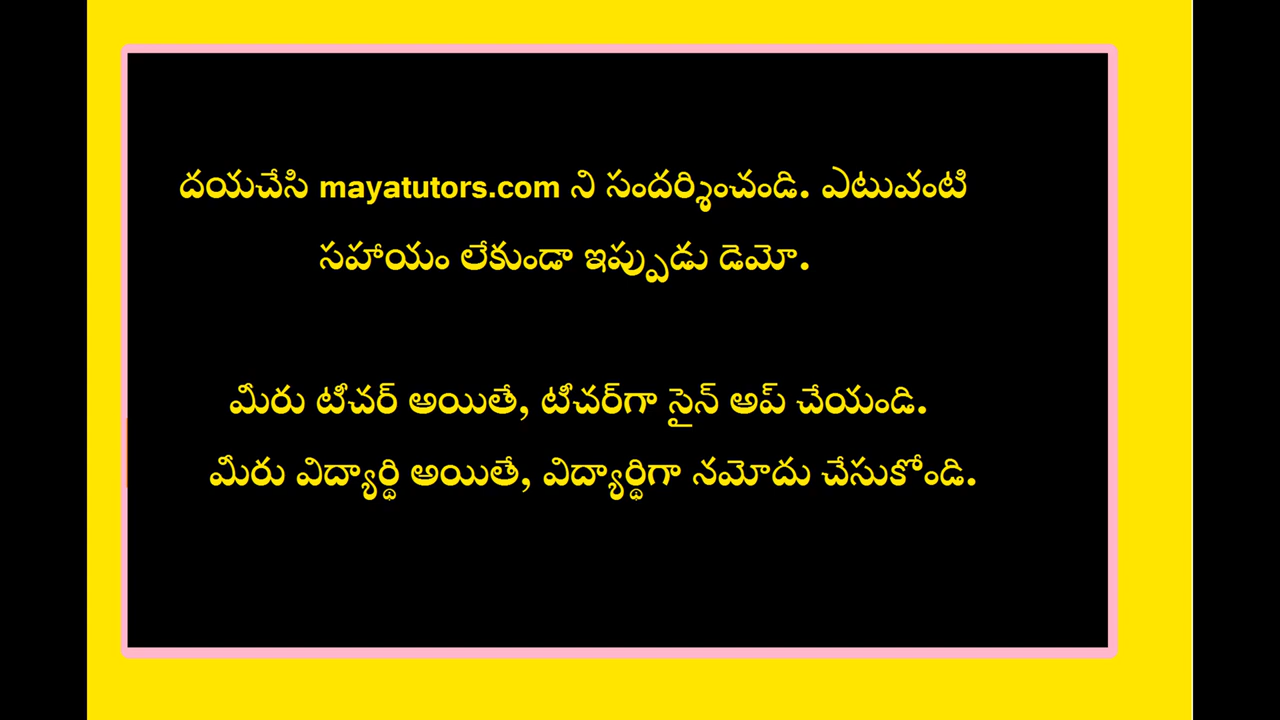 దయచేసి mayatutors.com ని సందర్శించండి. ఎటువంటి
సహాయం లేకుండా ఇప్పుడు డెమో.
మీరు టీచర్ అయితే, టీచర్‌గా సైన్ అప్ చేయండి.
మీరు విద్యార్థి అయితే, విద్యార్థిగా నమోదు చేసుకోండి.